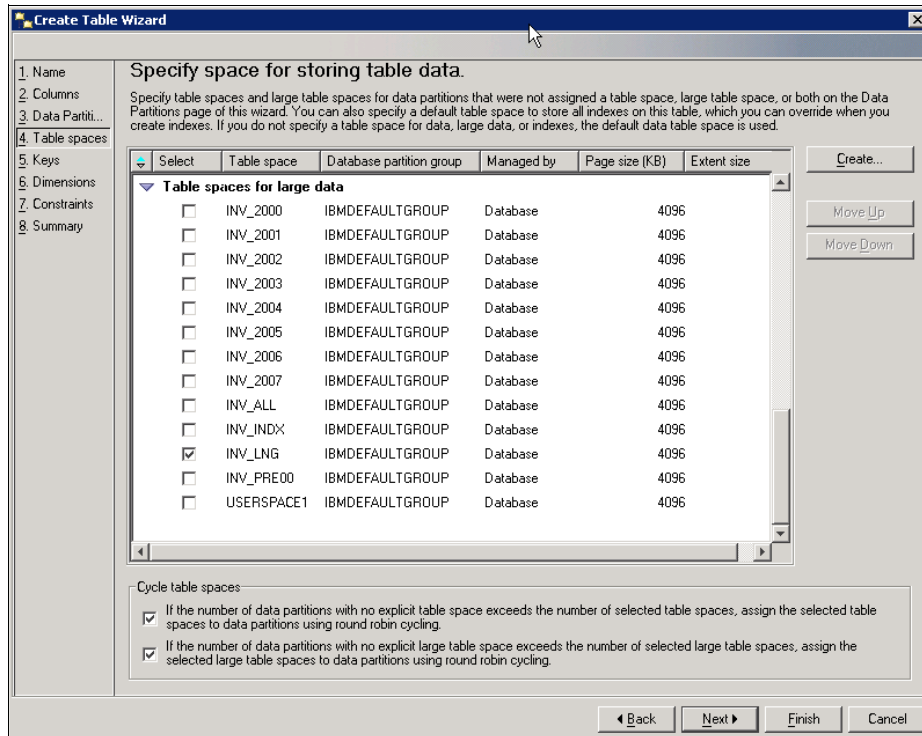 Create Table Wizard
1. Name
2. Columns
3. Data Partiti...
4. Table spaces
5. Keys
6. Dimensions
7. Constraints
8. Summary
Specify space for storing table data.
Specify table spaces and large table spaces for data partitions that were not assigned a table space, large table space, or both on the Data
Partitions page of this wizard. You can also specify a default table space to store all indexes on this table, which you can override when you
create indexes. If you do not specify a table space for data, large data, or indexes, the default data table space is used.
Select Table space Database partition group Managed by Page size (KB) Extent size
Table spaces for large data
INV_2000 IBMDEFAULTGROUP Database 4096
INV_2001 IBMDEFAULTGROUP Database 4096
INV_2002 IBMDEFAULTGROUP Database 4096
INV_2003 IBMDEFAULTGROUP Database 4096
INV_2004 IBMDEFAULTGROUP Database 4096
INV_2005 IBMDEFAULTGROUP Database 4096
INV_2006 IBMDEFAULTGROUP Database 4096
INV_2007 IBMDEFAULTGROUP Database 4096
INV_ALL IBMDEFAULTGROUP Database 4096
INV_INDX IBMDEFAULTGROUP Database 4096
INV_LNG IBMDEFAULTGROUP Database 4096
INV_PRE00 IBMDEFAULTGROUP Database 4096
USERSPACE1 IBMDEFAULTGROUP Database 4096
Create...
Move Up
Move Down
Cycle table spaces
If the number of data partitions with no explicit table space exceeds the number of selected table spaces, assign the selected table
spaces to data partitions using round robin cycling.
If the number of data partitions with no explicit large table space exceeds the number of selected large table spaces, assign the
selected large table spaces to data partitions using round robin cycling.
Back Next Finish Cancel